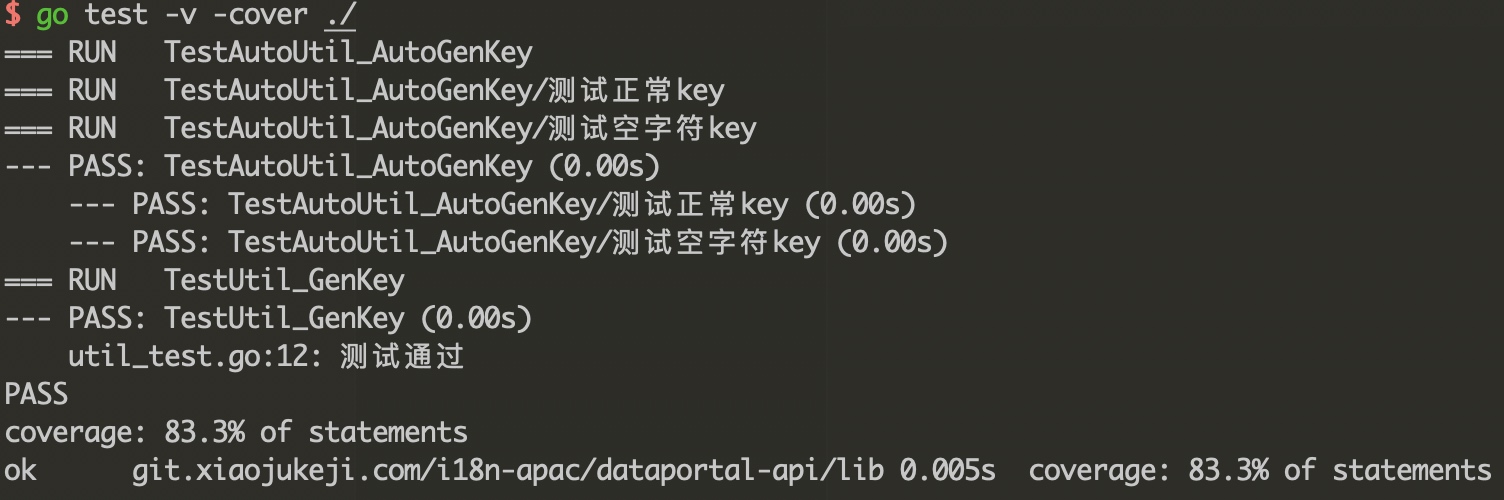 $ go test -v -cover ./
=== RUN   TestAutoUtil_AutoGenKey
=== RUN   TestAutoUtil_AutoGenKey/测试正常key
=== RUN   TestAutoUtil_AutoGenKey/测试空字符key
--- PASS: TestAutoUtil_AutoGenKey (0.00s)
    --- PASS: TestAutoUtil_AutoGenKey/测试正常key (0.00s)
    --- PASS: TestAutoUtil_AutoGenKey/测试空字符key (0.00s)
=== RUN   TestUtil_GenKey
--- PASS: TestUtil_GenKey (0.00s)
    util_test.go:12: 测试通过
PASS
coverage: 83.3% of statements
ok      git.xiaojukeji.com/i18n-apac/dataportal-api/lib 0.005s  coverage: 83.3% of statements